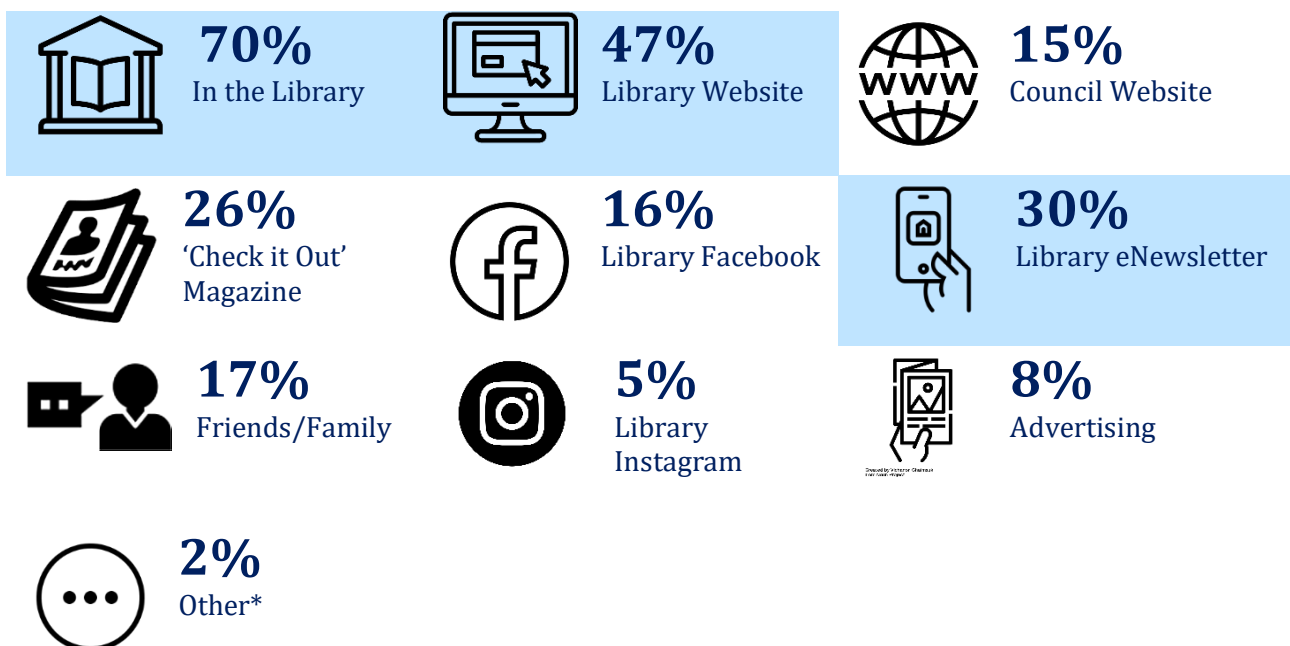 70%
In the Library
47%
Library Website
WWW
15%
Council Website
26%
‘Check it Out’
Magazine
16%
Library Facebook
30%
Library eNewsletter
17%
Friends/Family
5%
Library
Instagram
8%
Advertising
2%
Other*